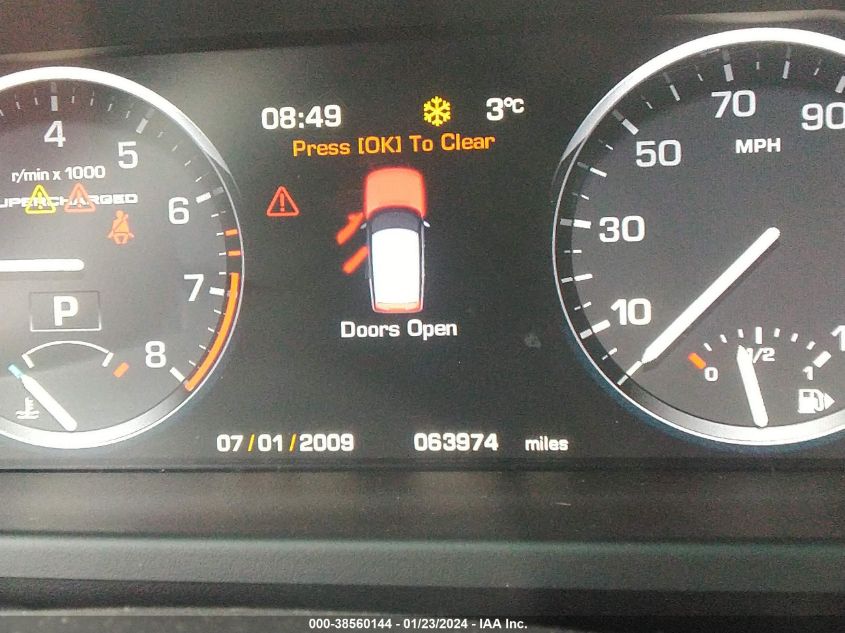 08:49 3°C
Press [OK] To Clear
4
5
6
7
8
r/min x 1000
SUPERCHARGED
P
Doors Open
07/01/2009 063974 miles
10
30
50
70
90
MPH
0 1/2 1
000-38560144 - 01/23/2024 - IAA Inc.